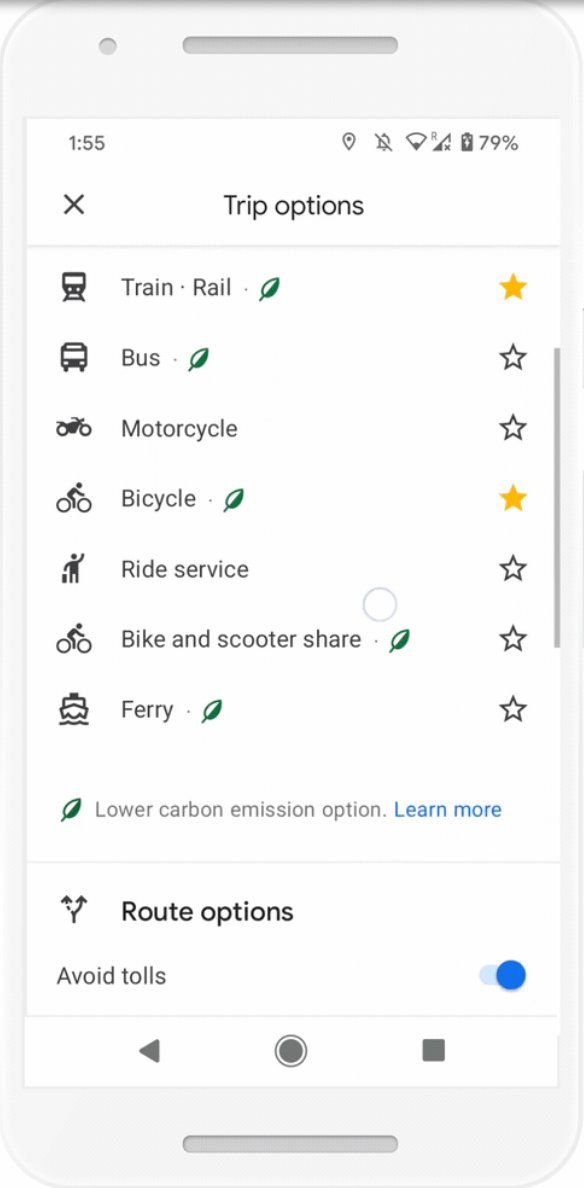 1:55 R 79%
Trip options
Train · Rail ·
Bus ·
Motorcycle
Bicycle ·
Ride service
Bike and scooter share ·
Ferry ·
Lower carbon emission option. Learn more
Route options
Avoid tolls